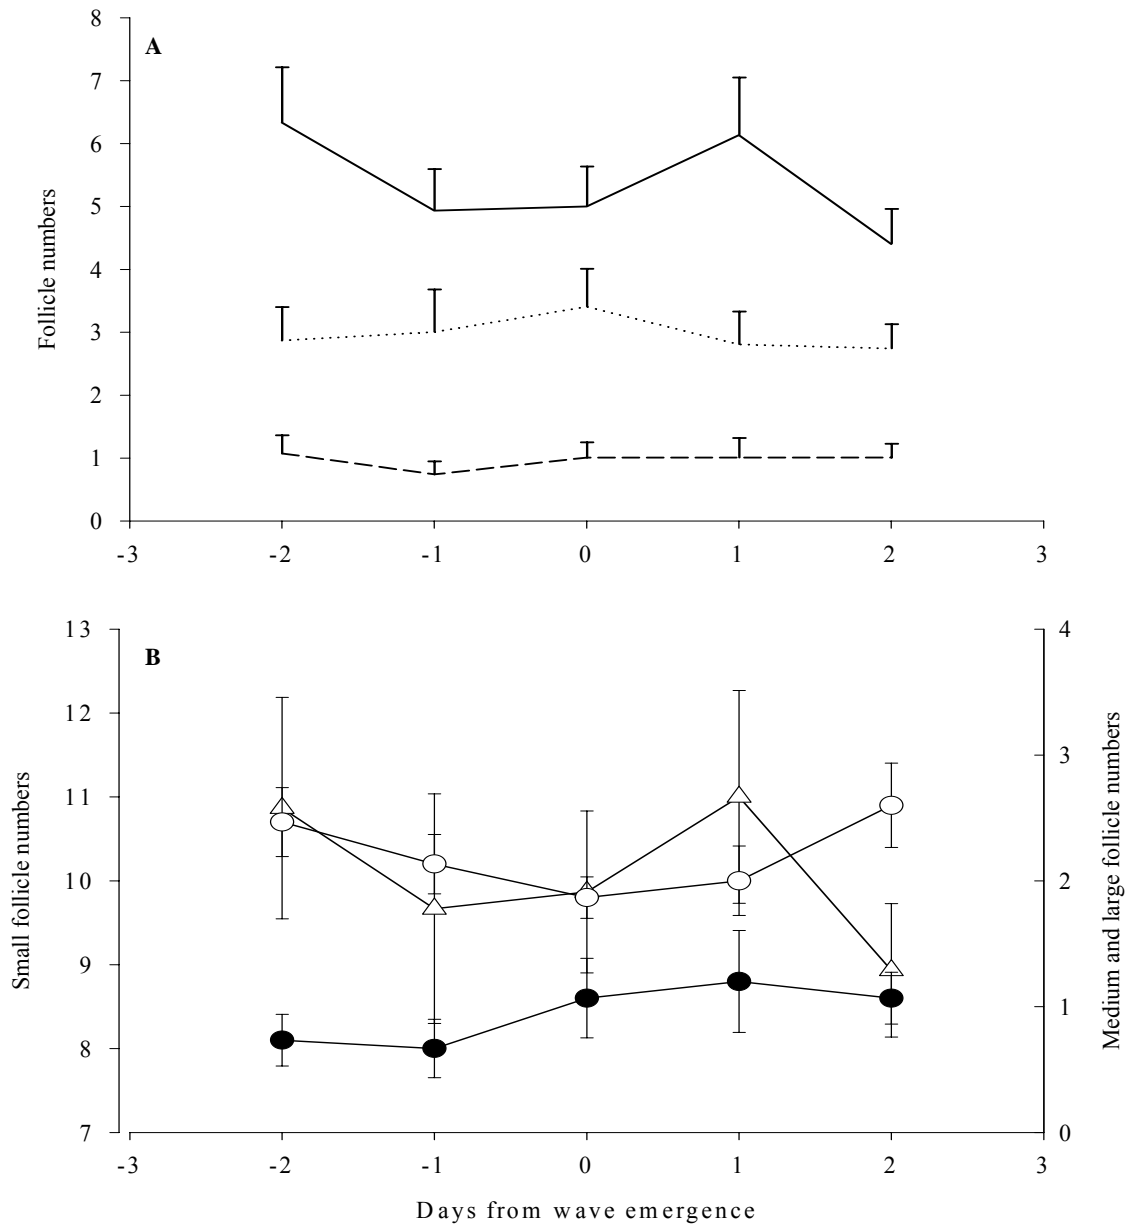 8
A
7
6
5
4
3
2
1
0
Follicle numbers
-3 -2 -1 0 1 2 3
13
B
12
11
10
9
8
7
Small follicle numbers
4
3
2
1
0
Medium and large follicle numbers
-3 -2 -1 0 1 2 3
Days from wave emergence